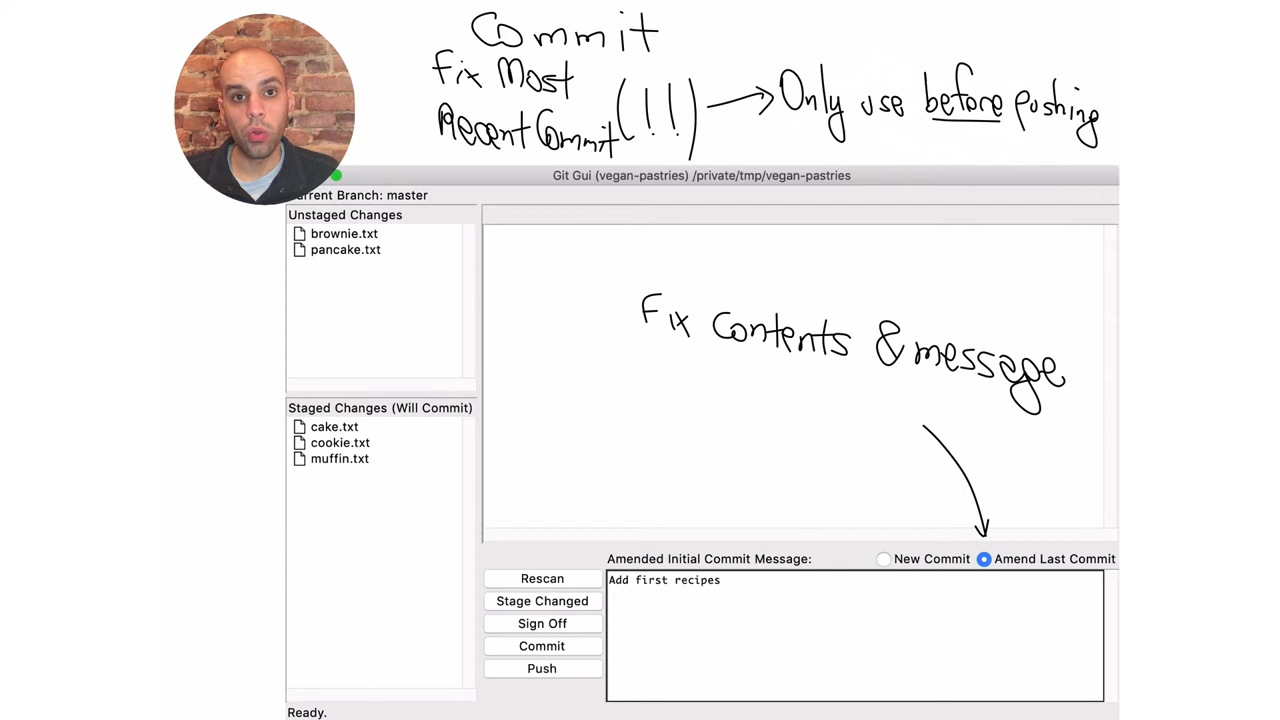 Commit
Fix Most
Recent Commit (!!) → Only use before pushing
Git Gui (vegan-pastries) /private/tmp/vegan-pastries
rrent Branch: master
Unstaged Changes
brownie.txt
pancake.txt
Fix contents & message
Staged Changes (Will Commit)
cake.txt
cookie.txt
muffin.txt
Amended Initial Commit Message:
New Commit
Amend Last Commit
Add first recipes
Rescan
Stage Changed
Sign Off
Commit
Push
Ready.